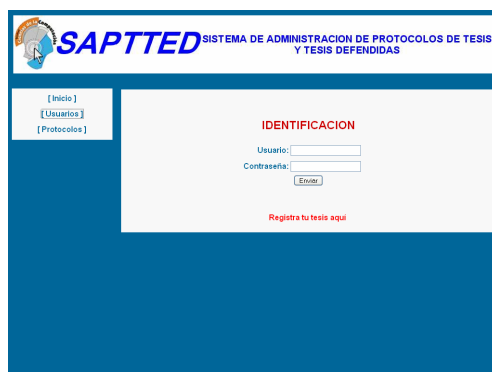 SAPTTED
SISTEMA DE ADMINISTRACION DE PROTOCOLOS DE TESIS
Y TESIS DEFENDIDAS
[ Inicio ]
[ Usuarios ]
[ Protocolos ]
IDENTIFICACION
Usuario:
Contraseña:
Enviar
Registra tu tesis aquí